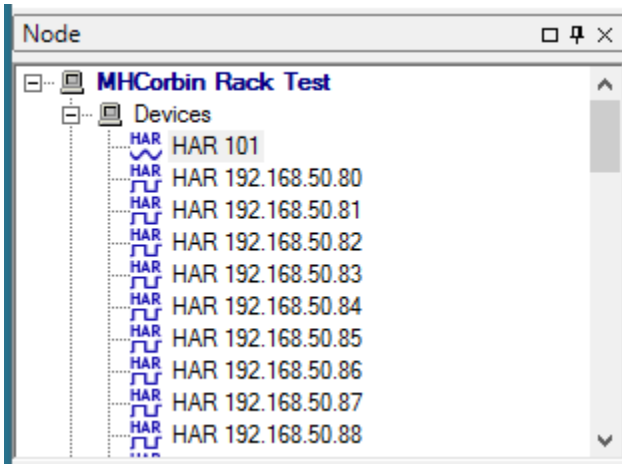 Node
MHCorbin Rack Test
Devices
HAR HAR 101
HAR HAR 192.168.50.80
HAR HAR 192.168.50.81
HAR HAR 192.168.50.82
HAR HAR 192.168.50.83
HAR HAR 192.168.50.84
HAR HAR 192.168.50.85
HAR HAR 192.168.50.86
HAR HAR 192.168.50.87
HAR HAR 192.168.50.88
HAR